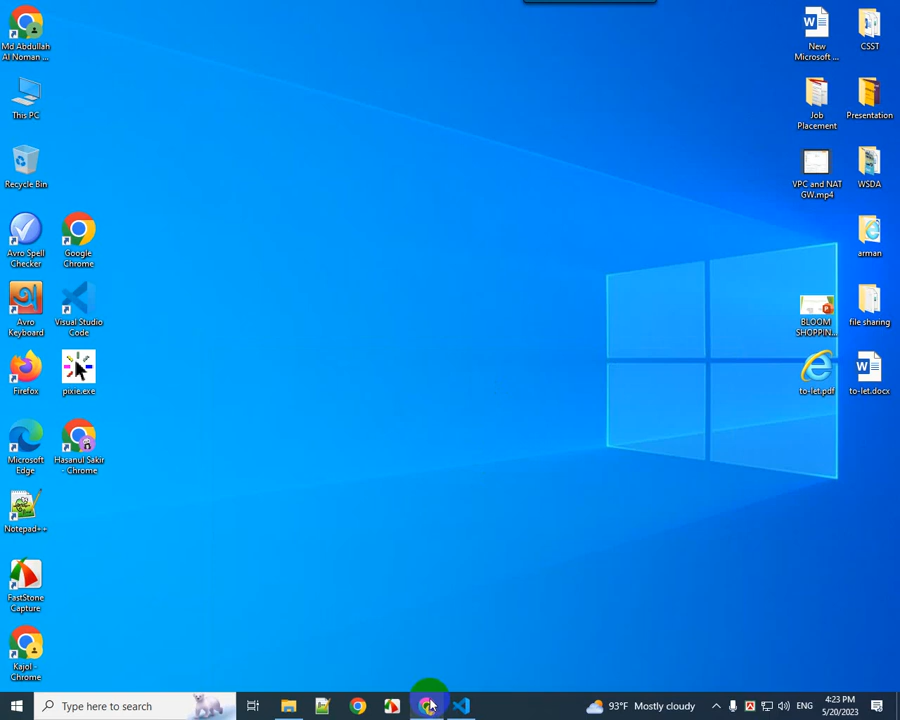 Md Abdullah
Al Noman ...
This PC
Recycle Bin
Avro Spell
Checker
Google
Chrome
Avro
Keyboard
Visual Studio
Code
Firefox
pixie.exe
Microsoft
Edge
Hasanul Sakir
- Chrome
Notepad++
FastStone
Capture
Kajol -
Chrome
New
Microsoft ...
CSST
Job
Placement
Presentation
VPC and NAT
GW.mp4
WSDA
arman
BLOOM
SHOPPIN...
file sharing
to-let.pdf
to-let.docx
Type here to search
93°F Mostly cloudy
ENG
4:23 PM
5/20/2023